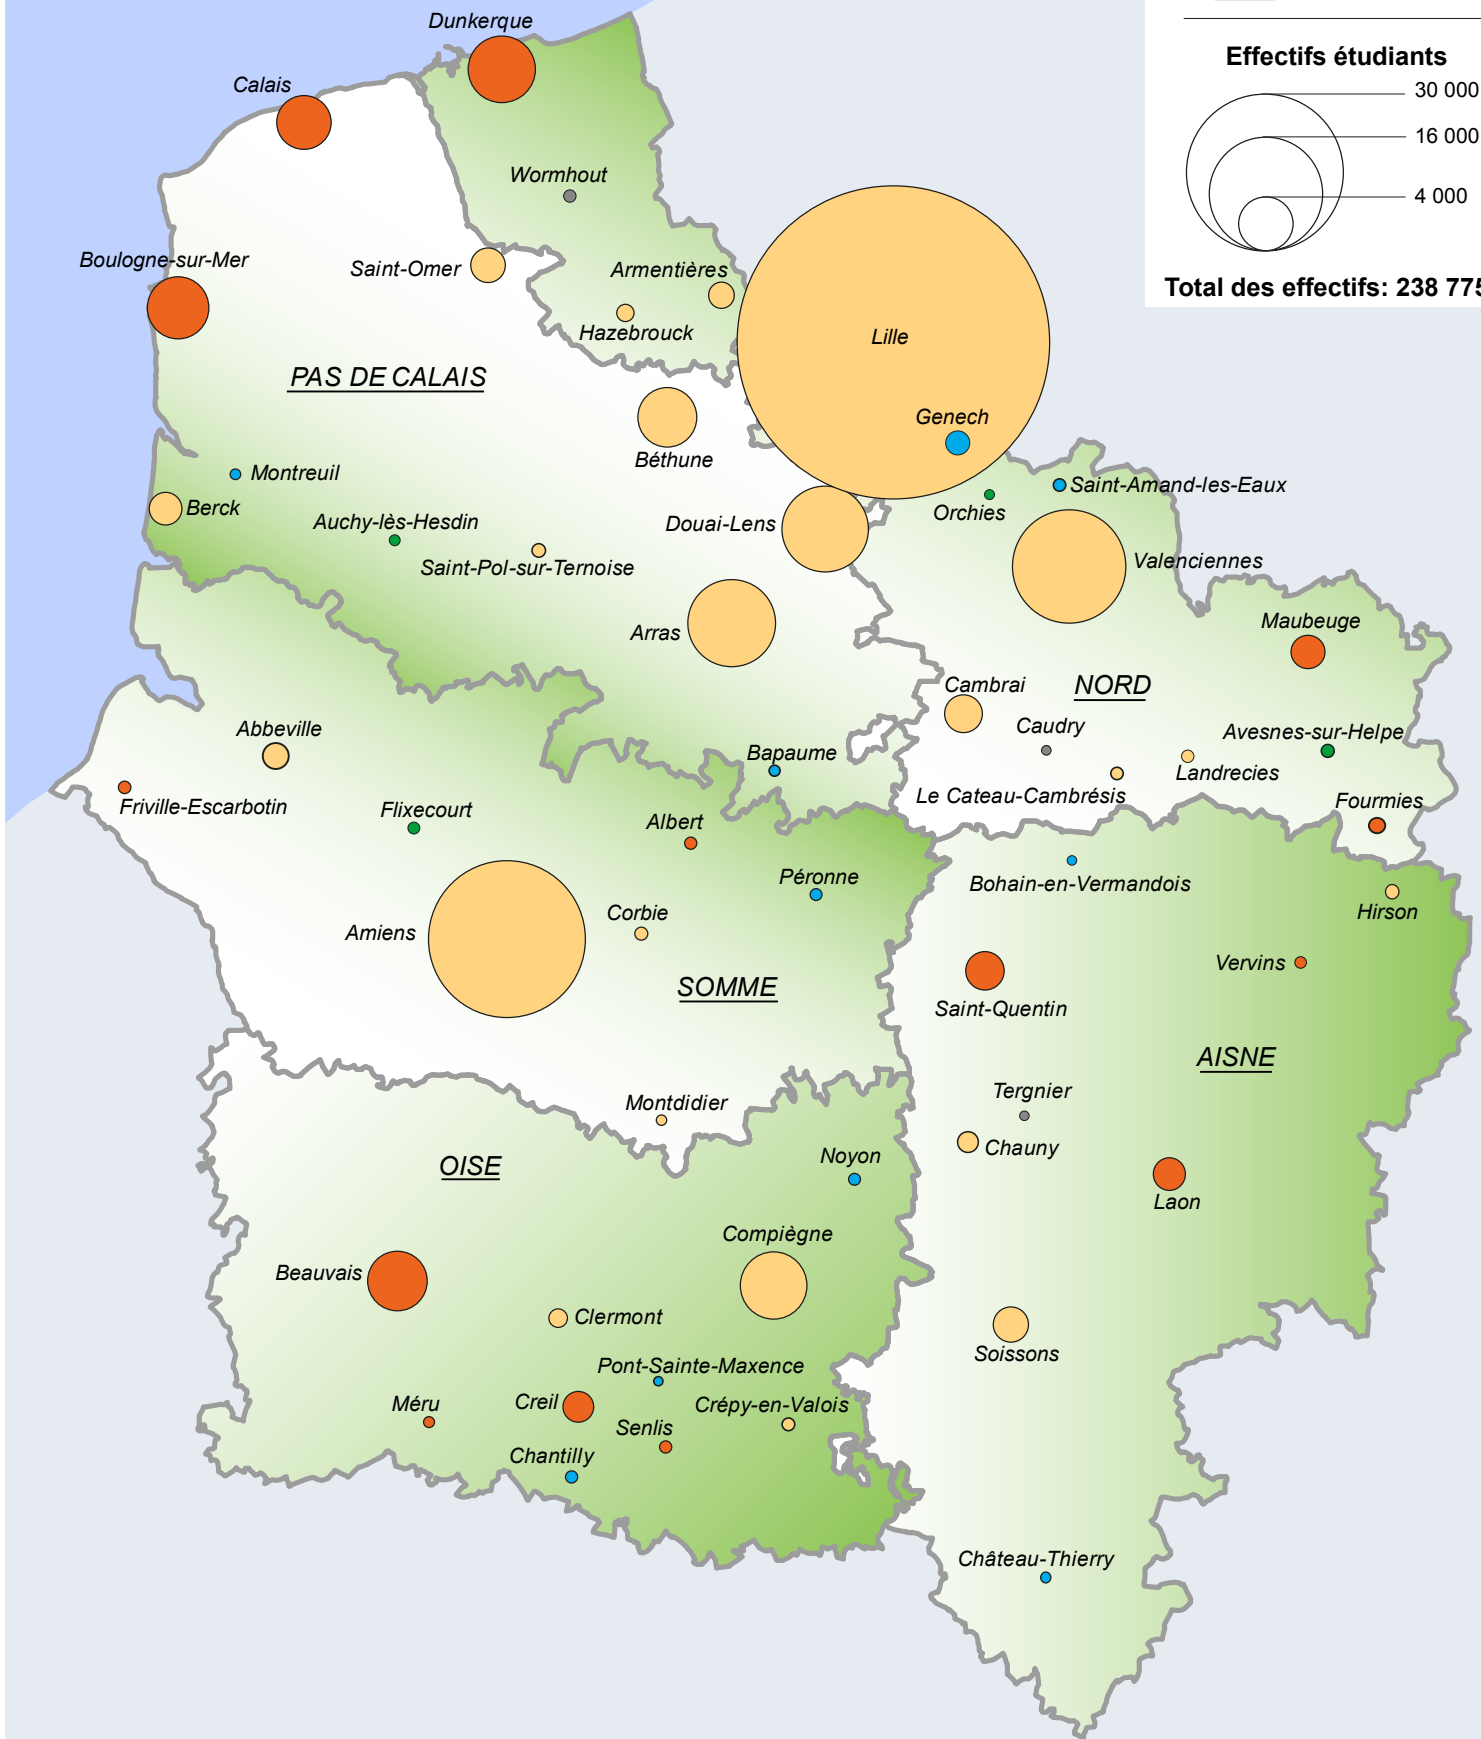 Dunkerque
Effectifs étudiants
Calais
30 000
16 000
Wormhout
4 000
Boulogne-sur-Mer
Saint-Omer
Armentières
Total des effectifs: 238 775
Hazebrouck
Lille
PAS DE CALAIS
Genech
Béthune
Montreuil
Saint-Amand-les-Eaux
Berck
Orchies
Auchy-lès-Hesdin
Douai-Lens
Saint-Pol-sur-Ternoise
Valenciennes
Maubeuge
Arras
Cambrai
NORD
Abbeville
Caudry
Avesnes-sur-Helpe
Bapaume
Landrecies
Friville-Escarbotin
Le Cateau-Cambrésis
Fourmies
Flixecourt
Albert
Péronne
Bohain-en-Vermandois
Hirson
Corbie
Amiens
Vervins
SOMME
Saint-Quentin
AISNE
Tergnier
Montdidier
Chauny
Noyon
OISE
Laon
Compiègne
Beauvais
Clermont
Soissons
Pont-Sainte-Maxence
Méru
Creil
Crépy-en-Valois
Senlis
Chantilly
Château-Thierry